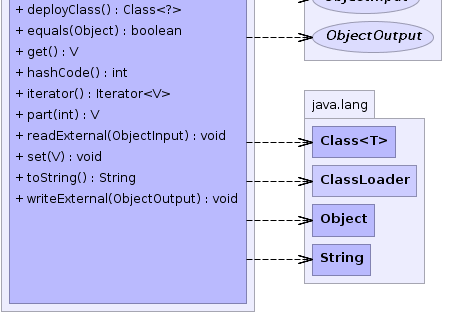 + deployClass() : Class<?>
+ equals(Object) : boolean
+ get() : V
+ hashCode() : int
+ iterator() : Iterator<V>
+ part(int) : V
+ readExternal(ObjectInput) : void
+ set(V) : void
+ toString() : String
+ writeExternal(ObjectOutput) : void
ObjectInput
ObjectOutput
java.lang
Class<T>
ClassLoader
Object
String